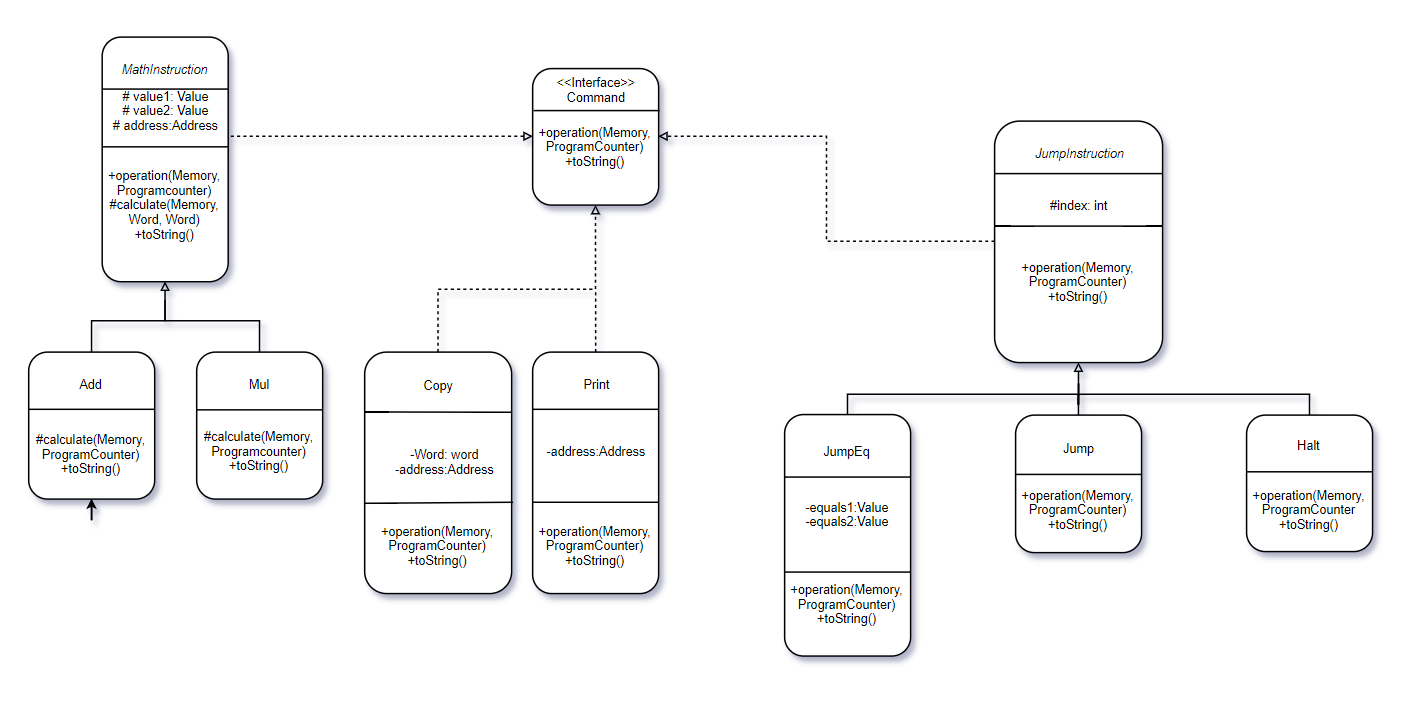 MathInstruction
# value1: Value
# value2: Value
# address:Address
+operation(Memory,
Programcounter)
#calculate(Memory,
Word, Word)
+toString()
<<Interface>>
Command
+operation(Memory,
ProgramCounter)
+toString()
JumpInstruction
#index: int
+operation(Memory,
ProgramCounter)
+toString()
Add
#calculate(Memory,
ProgramCounter)
+toString()
Mul
#calculate(Memory,
Programcounter)
+toString()
Copy
-Word: word
-address:Address
+operation(Memory,
ProgramCounter)
+toString()
Print
-address:Address
+operation(Memory,
ProgramCounter)
+toString()
JumpEq
-equals1:Value
-equals2:Value
+operation(Memory,
ProgramCounter)
+toString()
Jump
+operation(Memory,
ProgramCounter)
+toString()
Halt
+operation(Memory,
ProgramCounter
+toString()